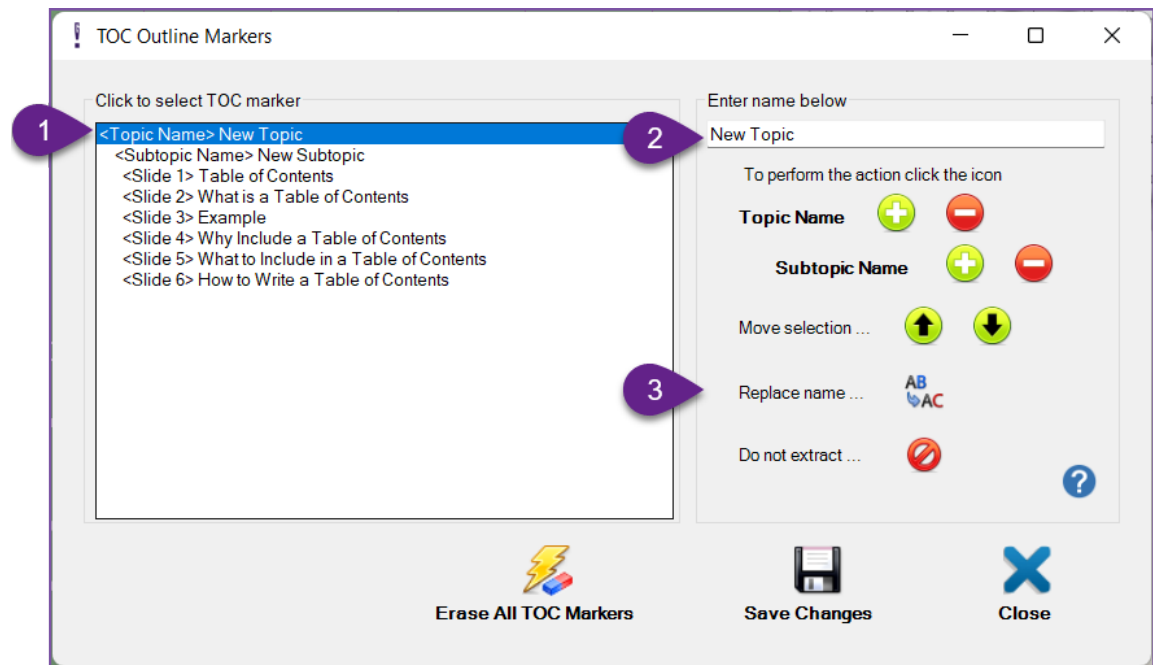 TOC Outline Markers
Click to select TOC marker
1
<Topic Name> New Topic
<Subtopic Name> New Subtopic
<Slide 1> Table of Contents
<Slide 2> What is a Table of Contents
<Slide 3> Example
<Slide 4> Why Include a Table of Contents
<Slide 5> What to Include in a Table of Contents
<Slide 6> How to Write a Table of Contents
Enter name below
2
New Topic
To perform the action click the icon
Topic Name
Subtopic Name
Move selection ...
3
Replace name ...
AB
AC
Do not extract ...
?
Erase All TOC Markers
Save Changes
Close